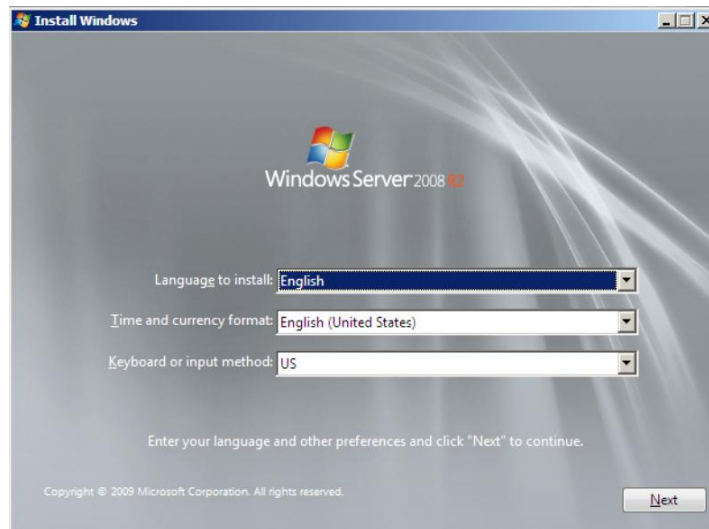 Install Windows
Windows Server 2008 R2
Language to install: English
Time and currency format: English (United States)
Keyboard or input method: US
Enter your language and other preferences and click "Next" to continue.
Copyright © 2009 Microsoft Corporation. All rights reserved.
Next